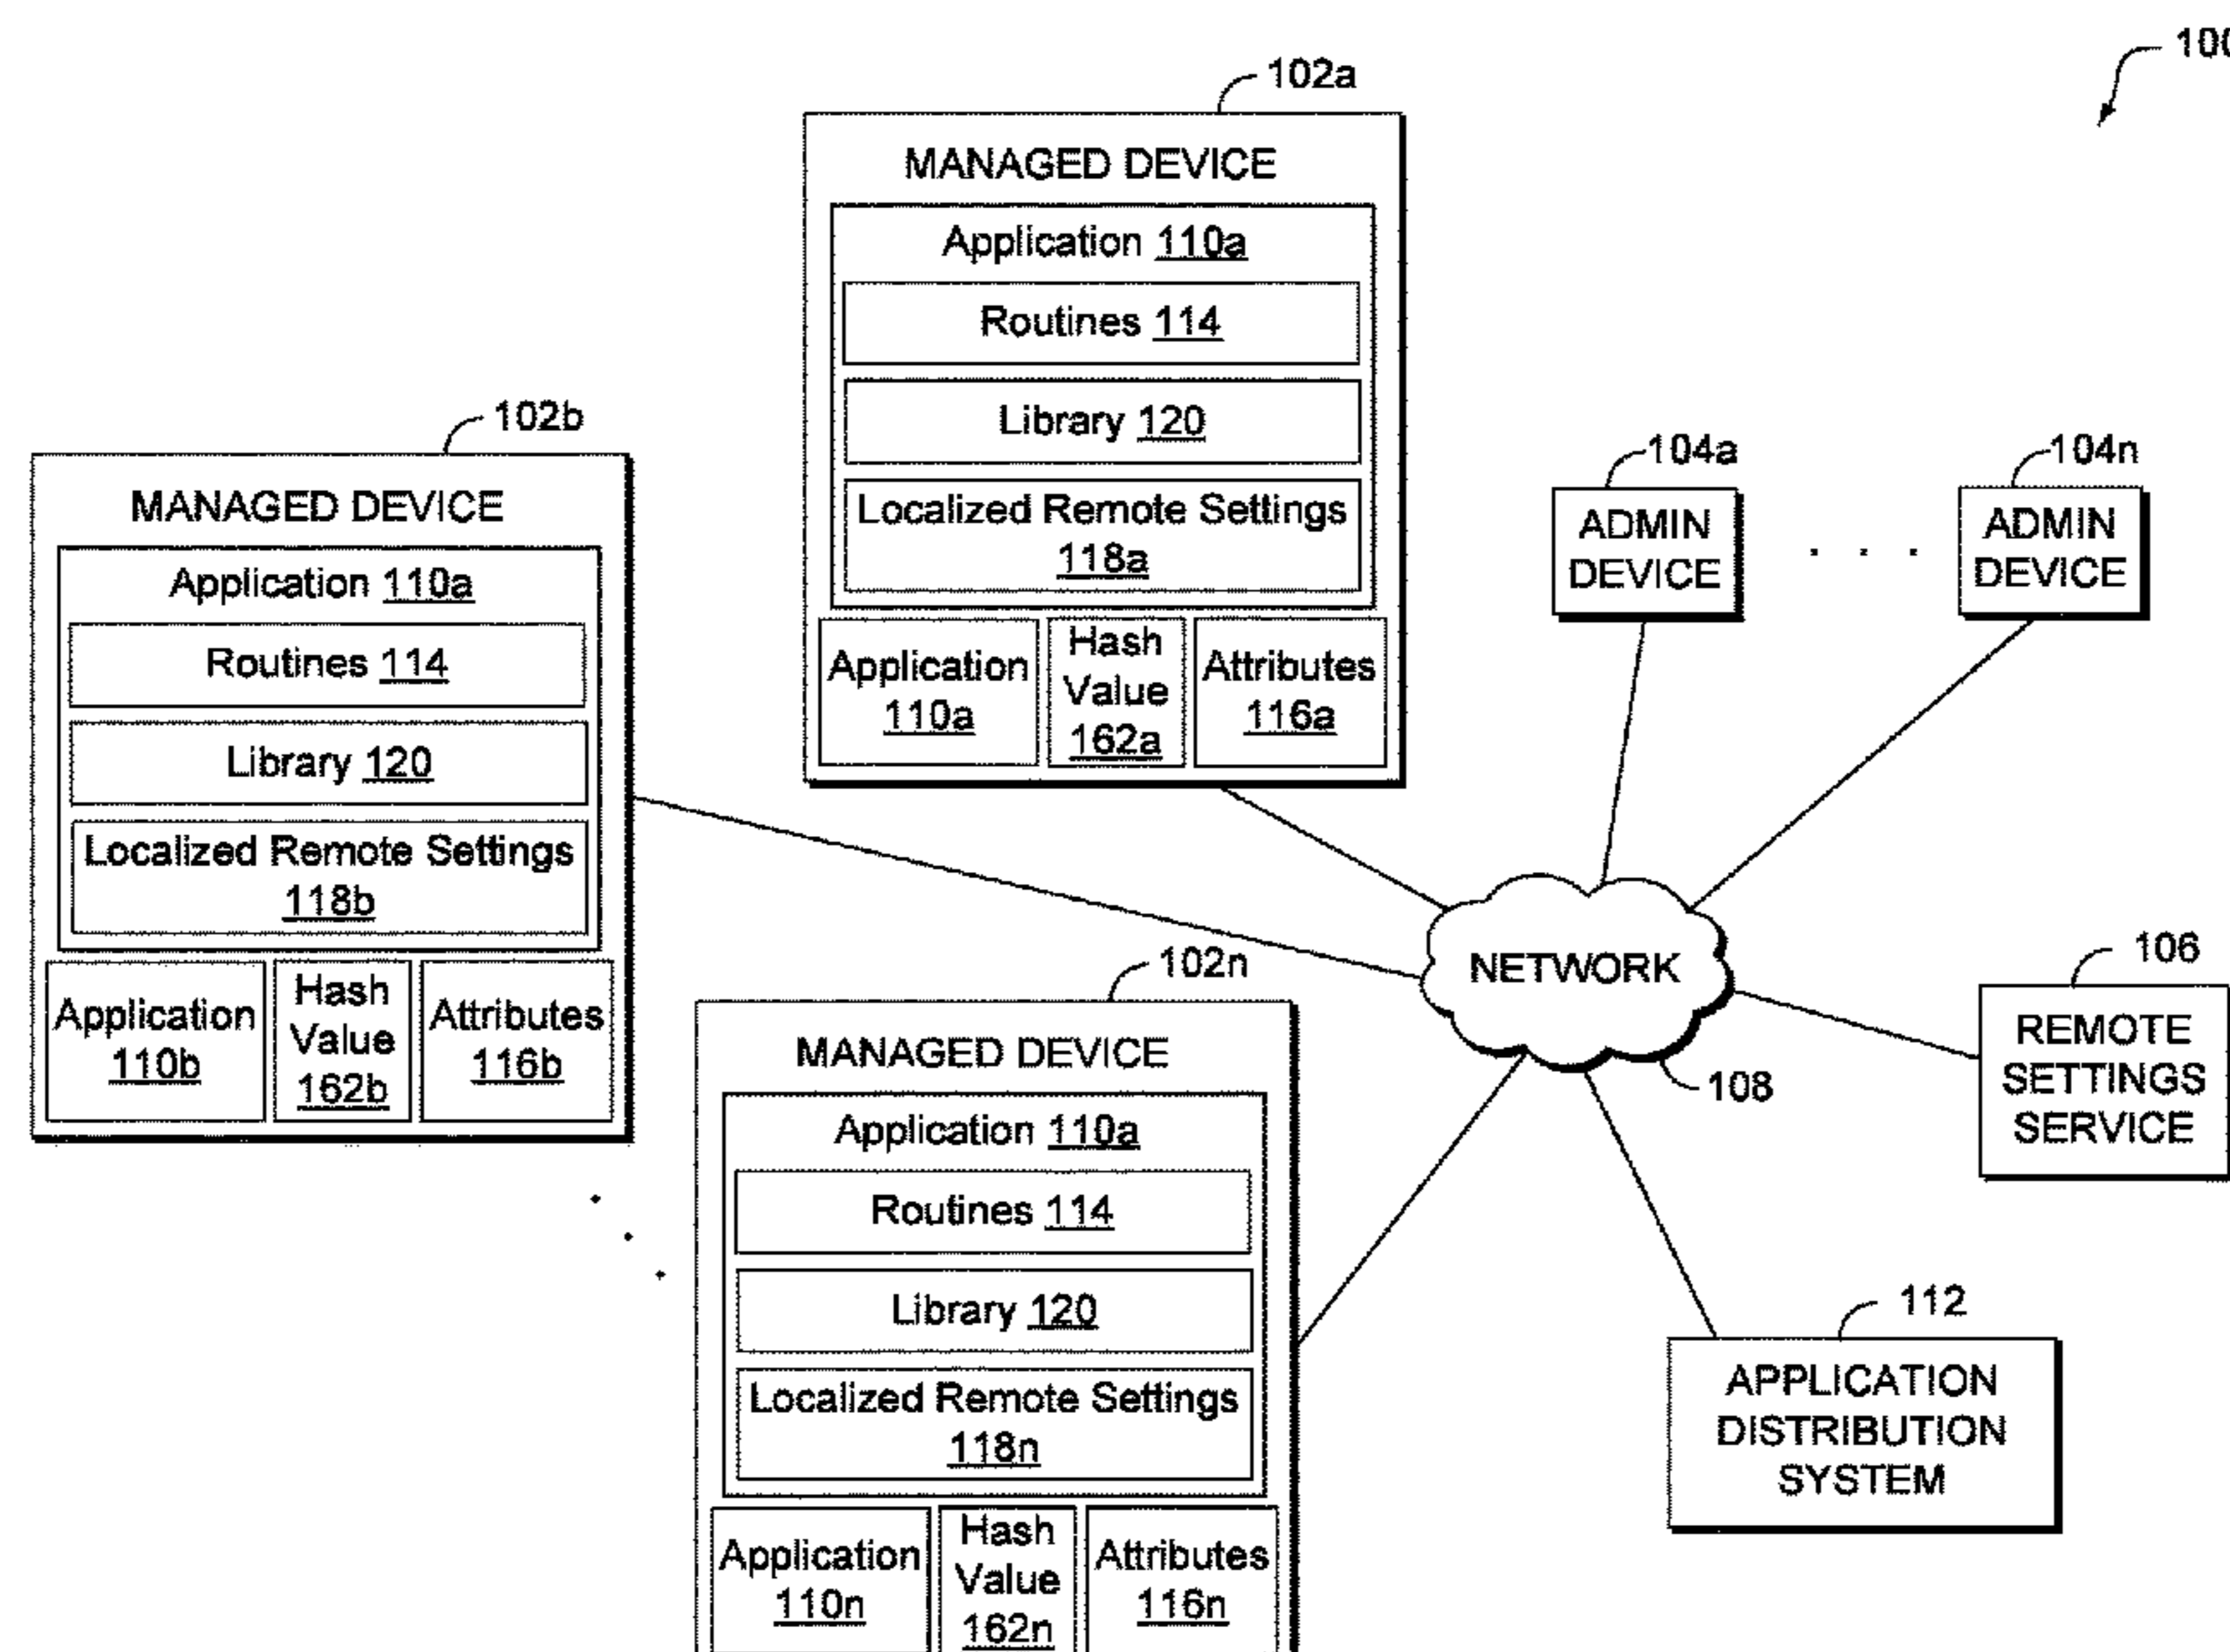 100
102a
MANAGED DEVICE
Application 110a
Routines 114
Library 120
Localized Remote Settings
118a
Application
110a
Hash
Value
162a
Attributes
116a
102b
MANAGED DEVICE
Application 110a
Routines 114
Library 120
Localized Remote Settings
118b
Application
110b
Hash
Value
162b
Attributes
116b
104a
ADMIN
DEVICE
. . .
104n
ADMIN
DEVICE
NETWORK
108
106
REMOTE
SETTINGS
SERVICE
102n
MANAGED DEVICE
Application 110a
Routines 114
Library 120
Localized Remote Settings
118n
Application
110n
Hash
Value
162n
Attributes
116n
112
APPLICATION
DISTRIBUTION
SYSTEM